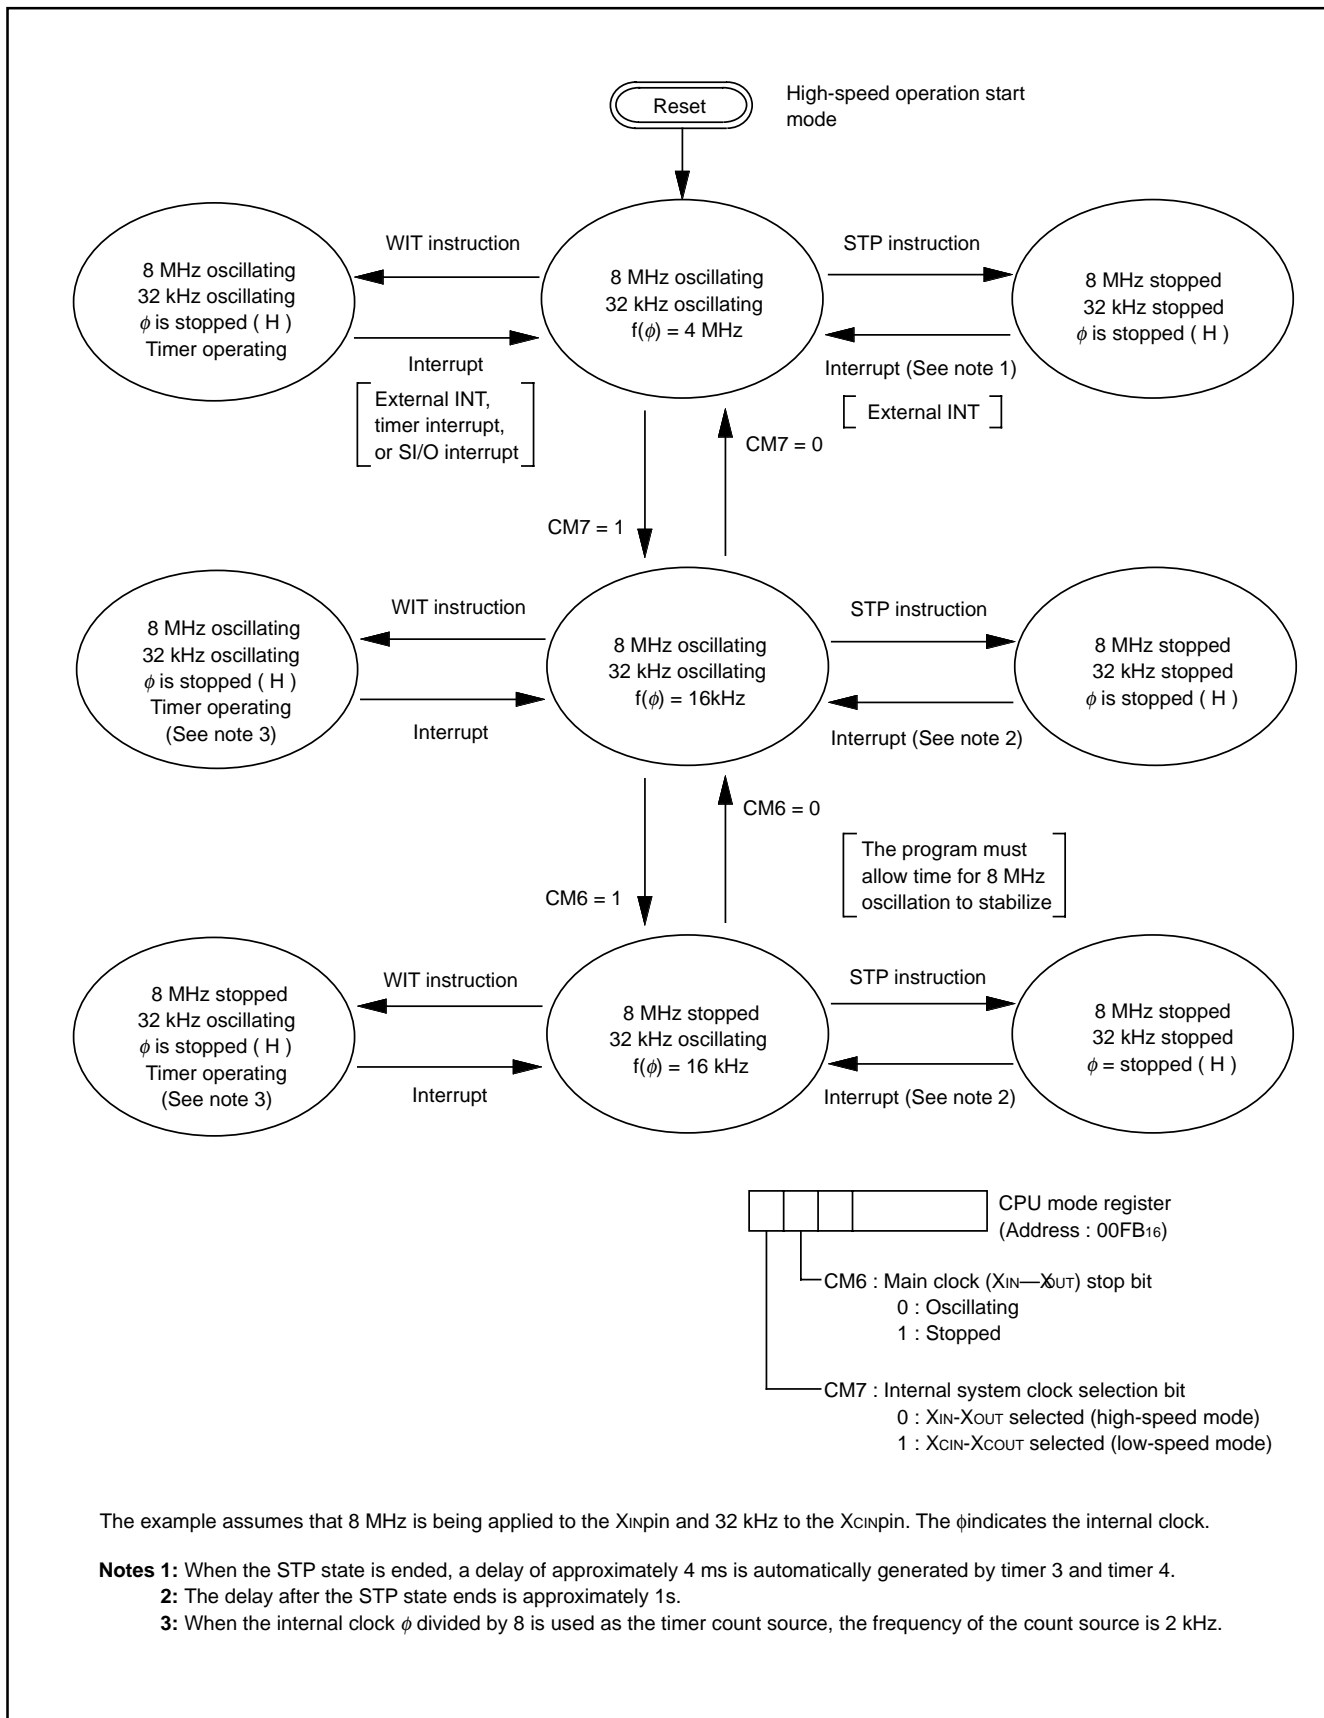 Reset
High-speed operation start
mode
WIT instruction
STP instruction
8 MHz oscillating
32 kHz oscillating
ϕ is stopped ( H )
Timer operating
8 MHz oscillating
32 kHz oscillating
f(ϕ) = 4 MHz
8 MHz stopped
32 kHz stopped
ϕ is stopped ( H )
Interrupt
External INT,
timer interrupt,
or SI/O interrupt
Interrupt (See note 1)
External INT
CM7 = 0
CM7 = 1
WIT instruction
STP instruction
8 MHz oscillating
32 kHz oscillating
ϕ is stopped ( H )
Timer operating
(See note 3)
8 MHz oscillating
32 kHz oscillating
f(ϕ) = 16kHz
8 MHz stopped
32 kHz stopped
ϕ is stopped ( H )
Interrupt
Interrupt (See note 2)
CM6 = 0
The program must
allow time for 8 MHz
oscillation to stabilize
CM6 = 1
WIT instruction
STP instruction
8 MHz stopped
32 kHz oscillating
ϕ is stopped ( H )
Timer operating
(See note 3)
8 MHz stopped
32 kHz oscillating
f(ϕ) = 16 kHz
8 MHz stopped
32 kHz stopped
ϕ = stopped ( H )
Interrupt
Interrupt (See note 2)
CPU mode register
(Address : 00FB16)
CM6 : Main clock (XIN—XOUT) stop bit
0 : Oscillating
1 : Stopped
CM7 : Internal system clock selection bit
0 : XIN-XOUT selected (high-speed mode)
1 : XCIN-XCOUT selected (low-speed mode)
The example assumes that 8 MHz is being applied to the XINpin and 32 kHz to the XCINpin. The ϕindicates the internal clock.
Notes 1: When the STP state is ended, a delay of approximately 4 ms is automatically generated by timer 3 and timer 4.
2: The delay after the STP state ends is approximately 1s.
3: When the internal clock ϕ divided by 8 is used as the timer count source, the frequency of the count source is 2 kHz.